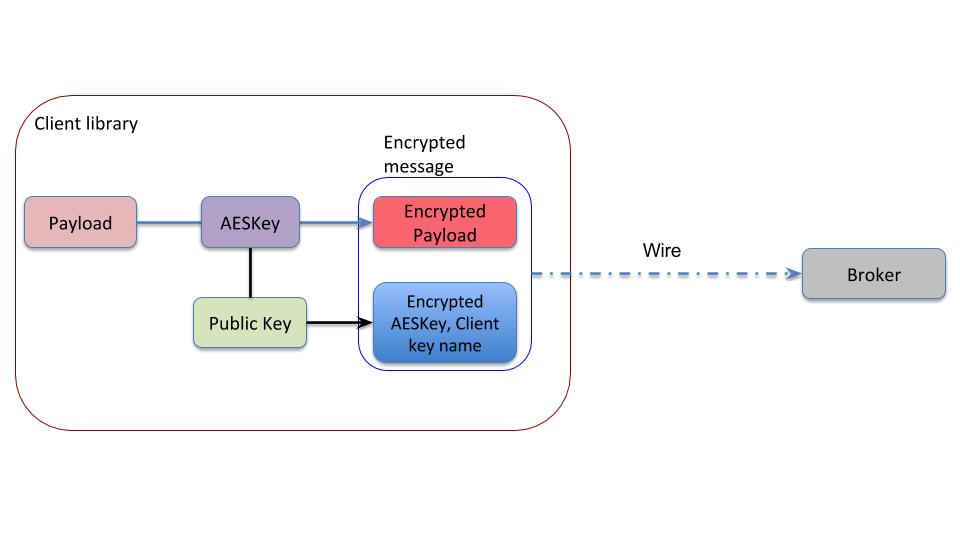 Client library
Encrypted
message
Payload
AESKey
Encrypted
Payload
Wire
Broker
Public Key
Encrypted
AESKey, Client
key name